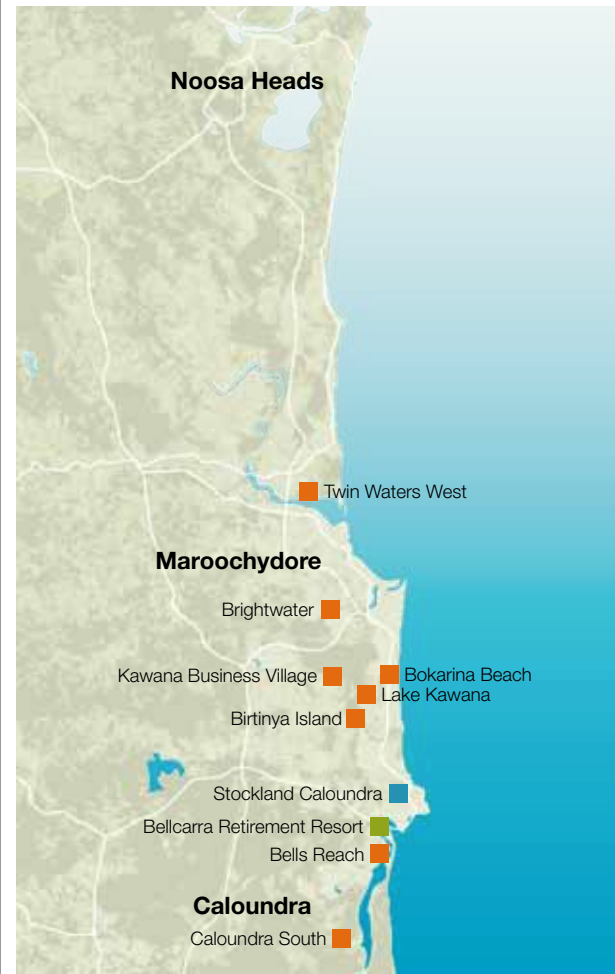 Noosa Heads
Twin Waters West
Maroochydore
Brightwater
Kawana Business Village
Bokarina Beach
Lake Kawana
Birtinya Island
Stockland Caloundra
Bellcarra Retirement Resort
Bells Reach
Caloundra
Caloundra South